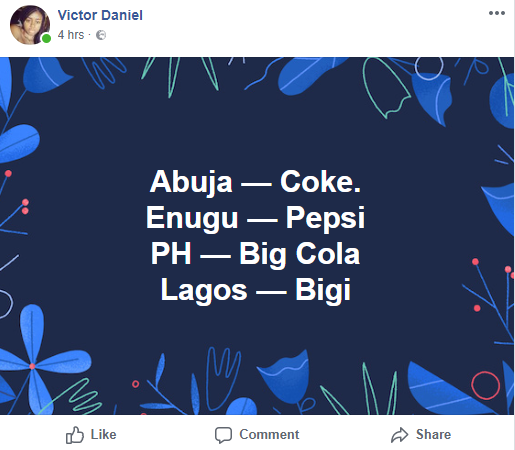 Victor Daniel
4 hrs ·
Abuja — Coke.
Enugu — Pepsi
PH — Big Cola
Lagos — Bigi
Like Comment Share